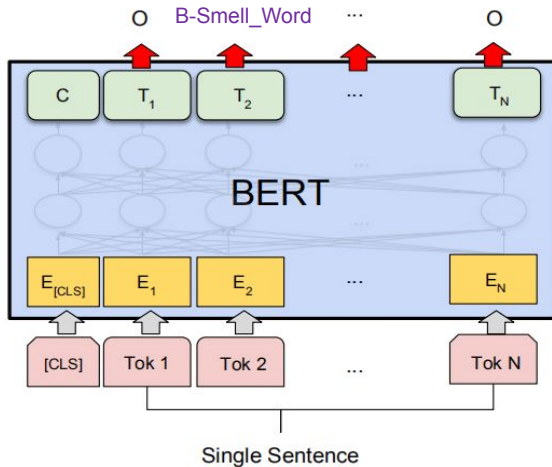 O B-Smell_Word ... O
C T1 T2 ... TN
...
BERT
...
E[CLS] E1 E2 ... EN
[CLS] Tok 1 Tok 2 ... Tok N
Single Sentence